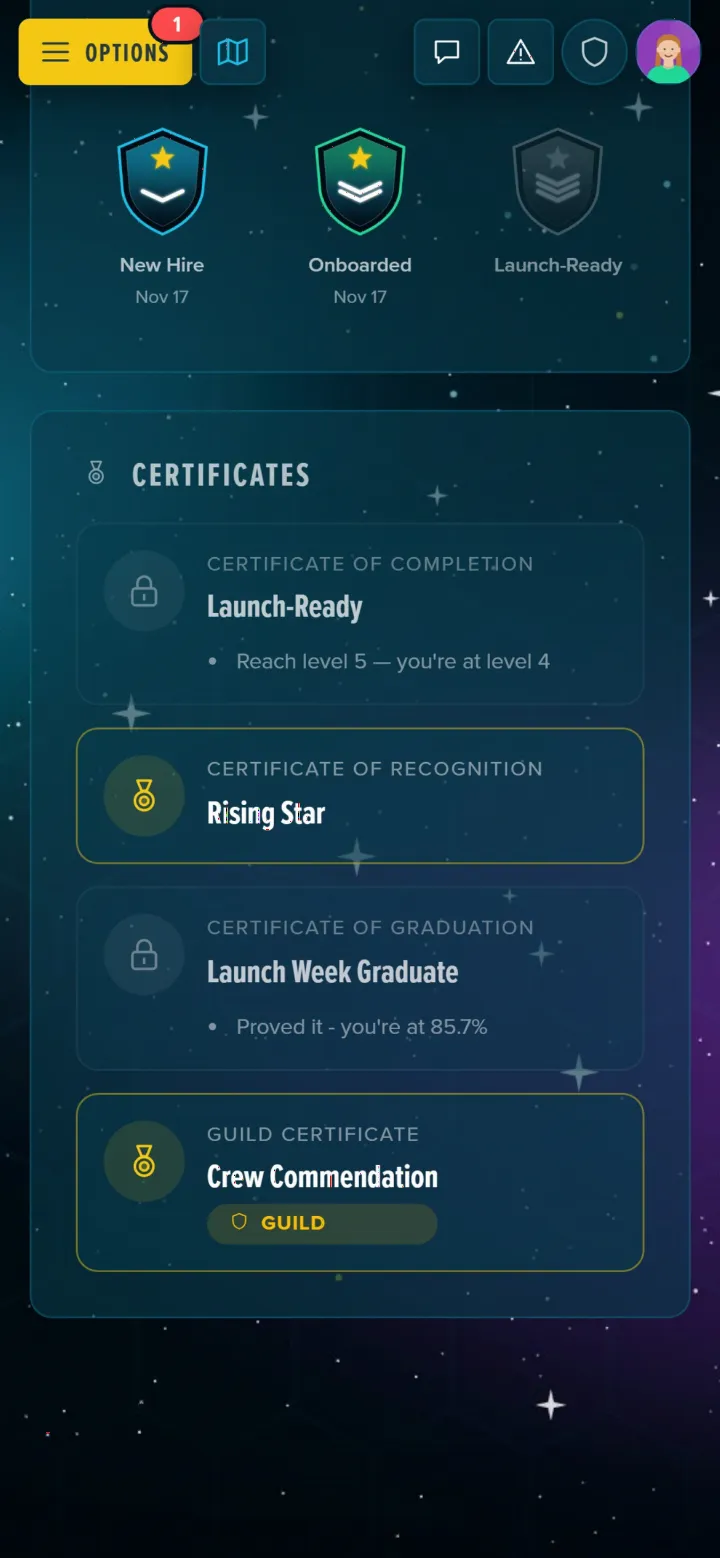 1
OPTIONS
New Hire
Onboarded
Launch-Ready
Nov 17
Nov 17
CERTIFICATES
CERTIFICATE OF COMPLETION
Launch-Ready
• Reach level 5 — you're at level 4
CERTIFICATE OF RECOGNITION
Rising Star
CERTIFICATE OF GRADUATION
Launch Week Graduate
• Proved it - you're at 85.7%
GUILD CERTIFICATE
Crew Commendation
GUILD